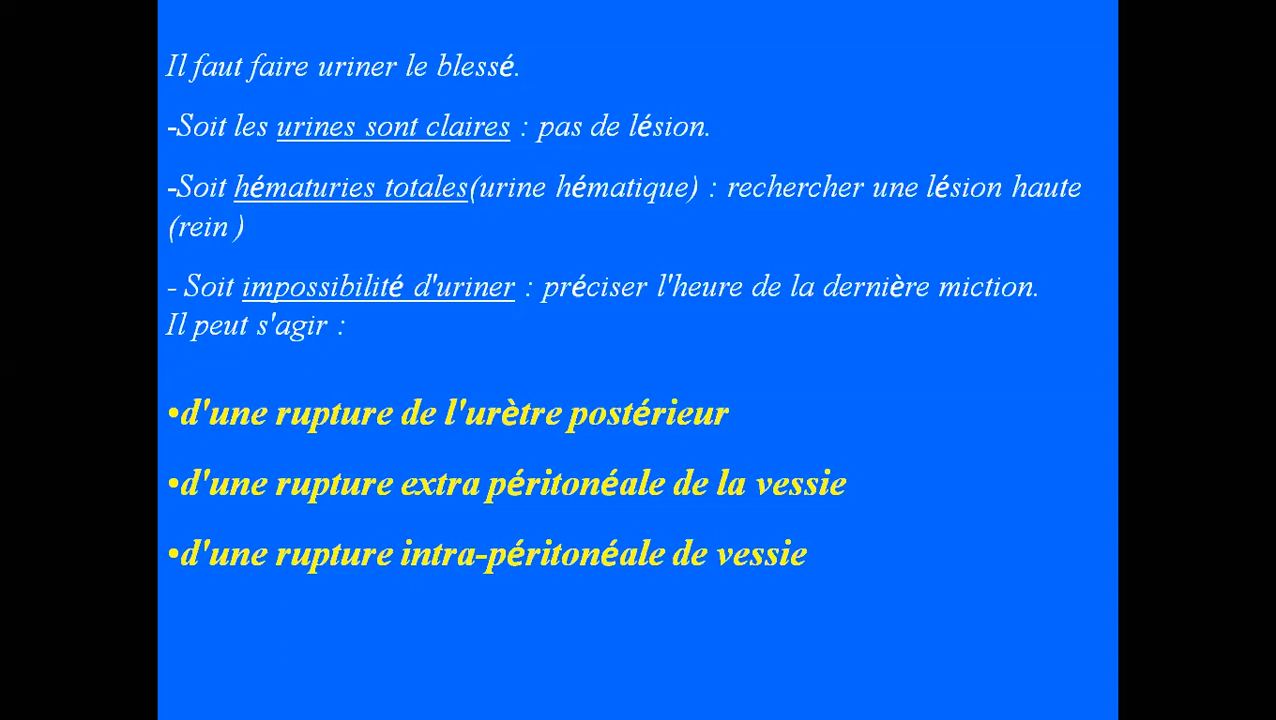 Il faut faire uriner le blessé.
-Soit les urines sont claires : pas de lésion.
-Soit hématuries totales(urine hématique) : rechercher une lésion haute
(rein )
- Soit impossibilité d'uriner : préciser l'heure de la dernière miction.
Il peut s'agir :
•d'une rupture de l'urètre postérieur
•d'une rupture extra péritonéale de la vessie
•d'une rupture intra-péritonéale de vessie